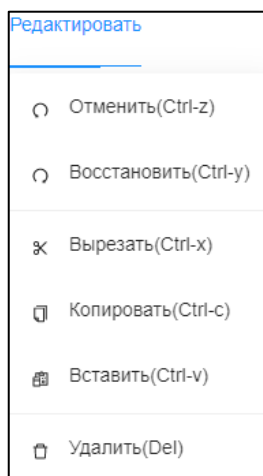 Редактировать
Отменить(Ctrl-z)
Восстановить(Ctrl-y)
Вырезать(Ctrl-x)
Копировать(Ctrl-c)
Вставить(Ctrl-v)
Удалить(Del)